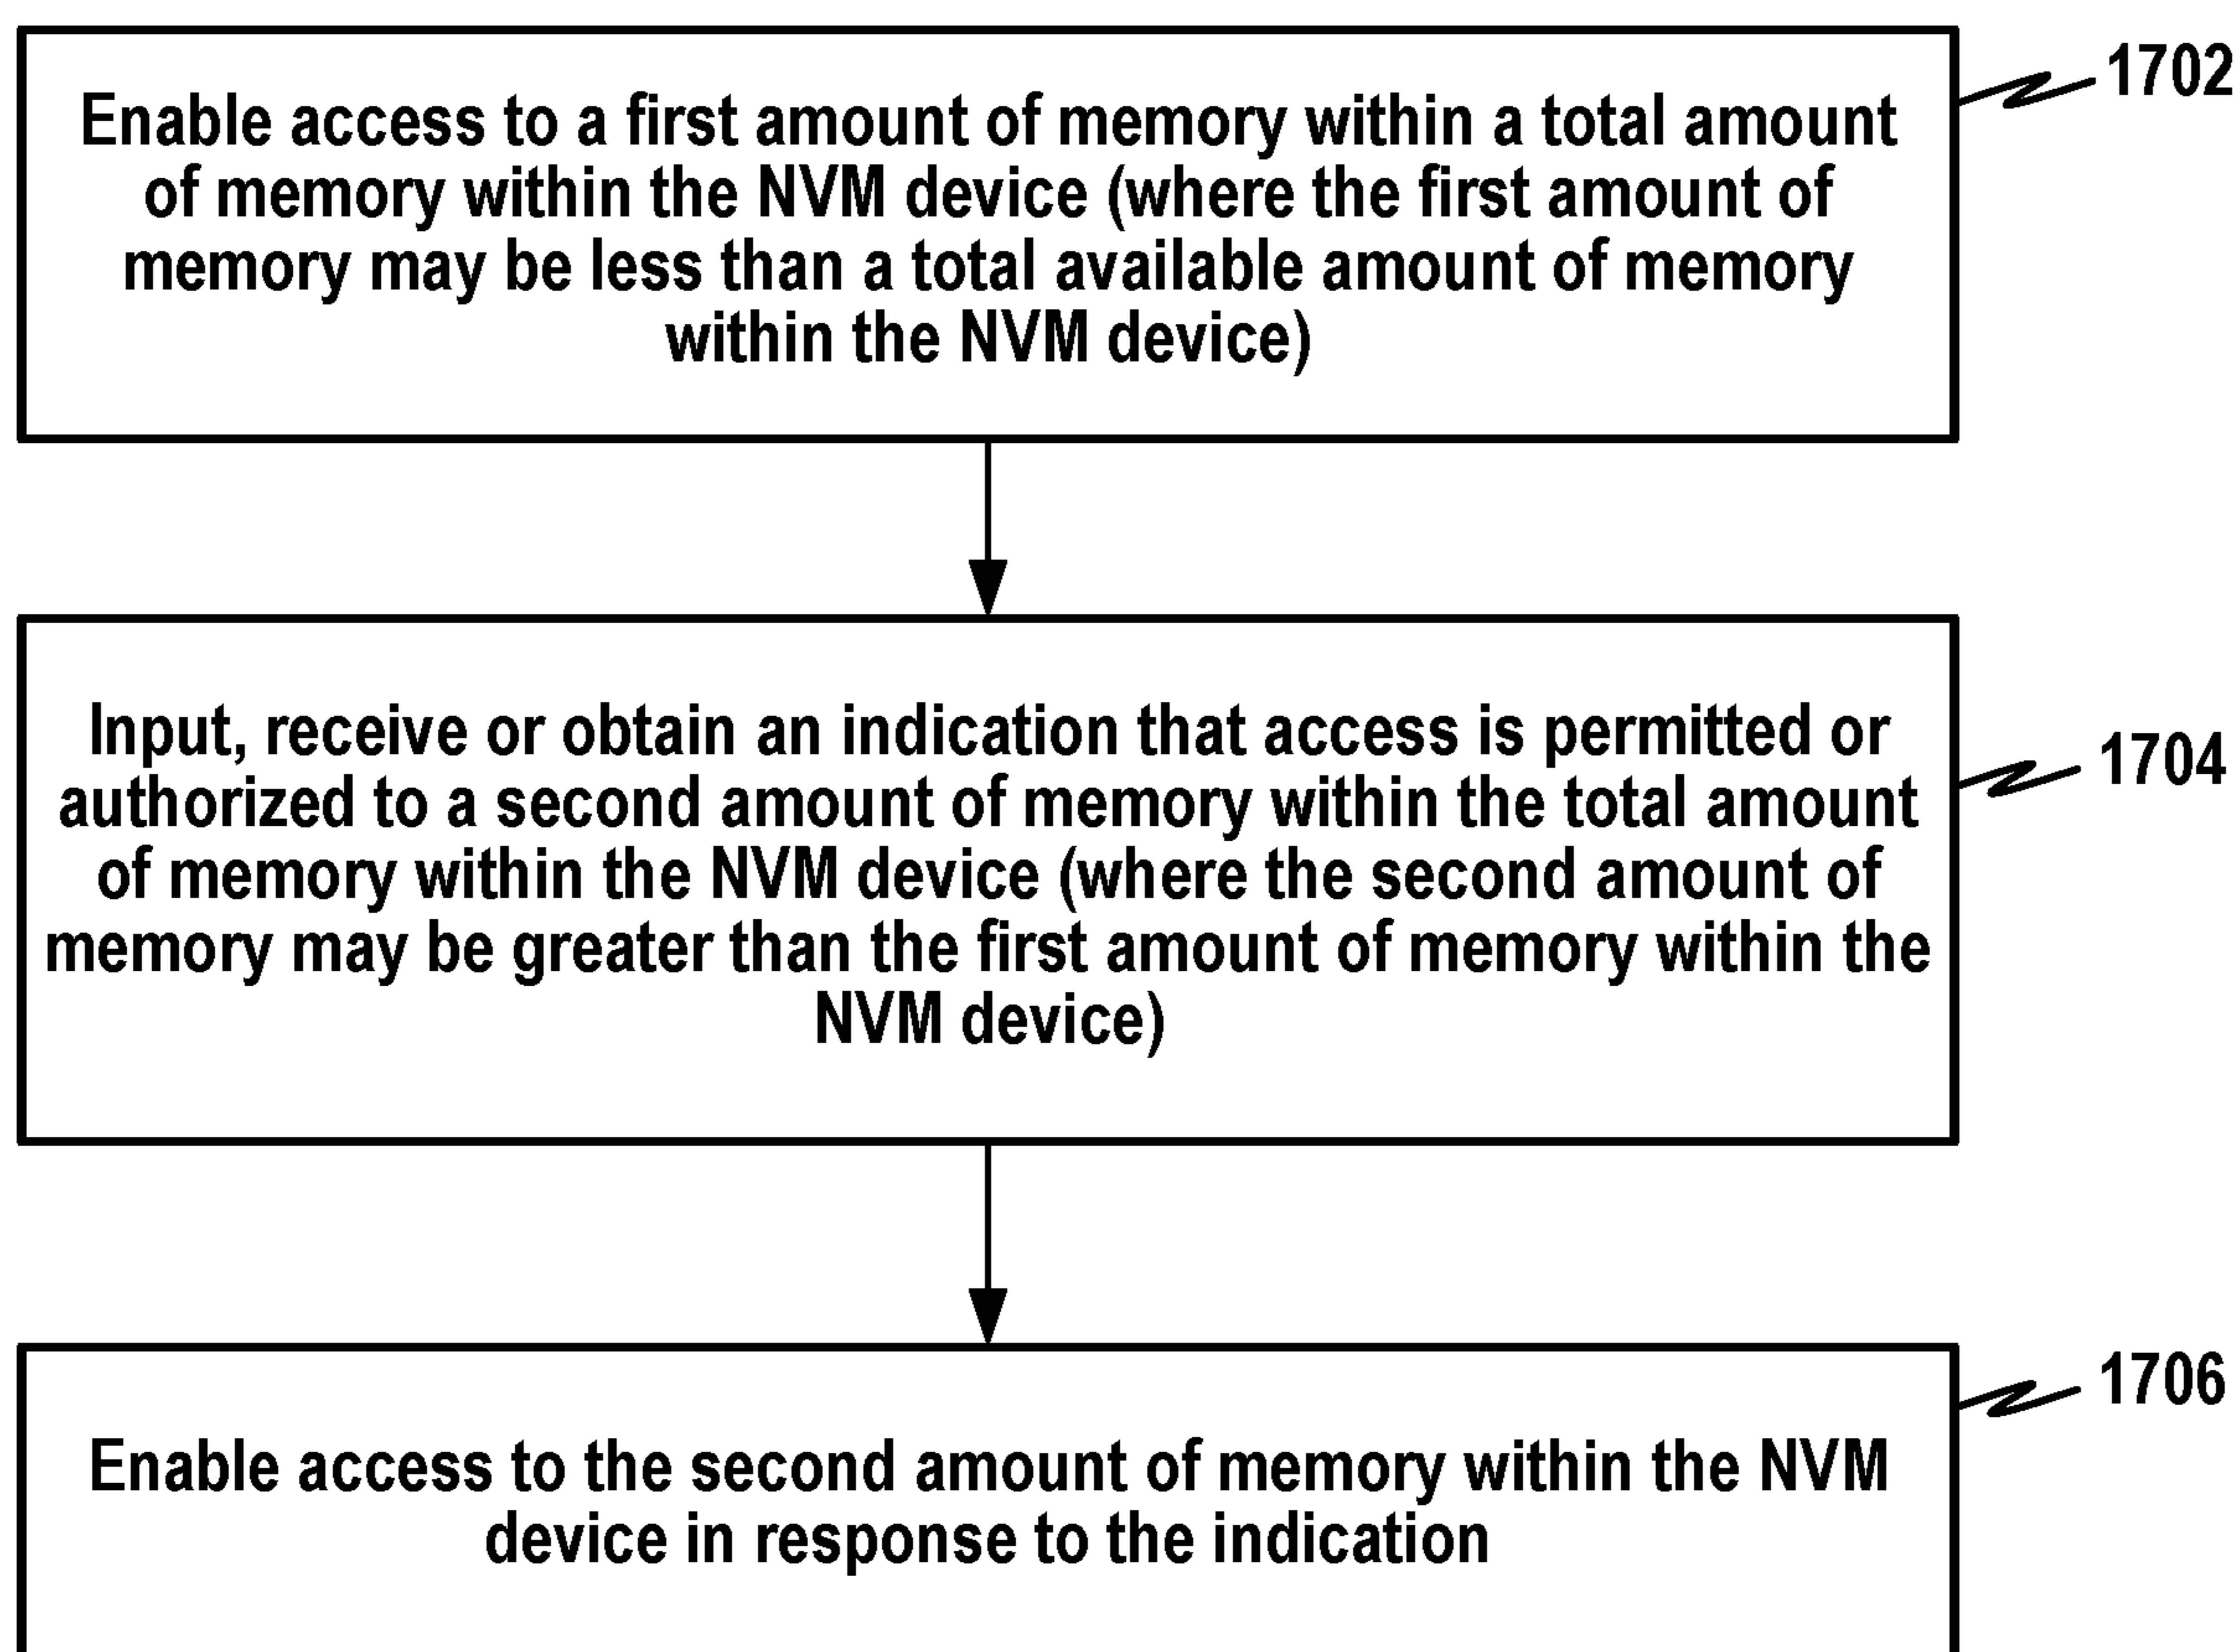 Enable access to a first amount of memory within a total amount
of memory within the NVM device (where the first amount of
memory may be less than a total available amount of memory
within the NVM device)
1702
Input, receive or obtain an indication that access is permitted or
authorized to a second amount of memory within the total amount
of memory within the NVM device (where the second amount of
memory may be greater than the first amount of memory within the
NVM device)
1704
Enable access to the second amount of memory within the NVM
device in response to the indication
1706